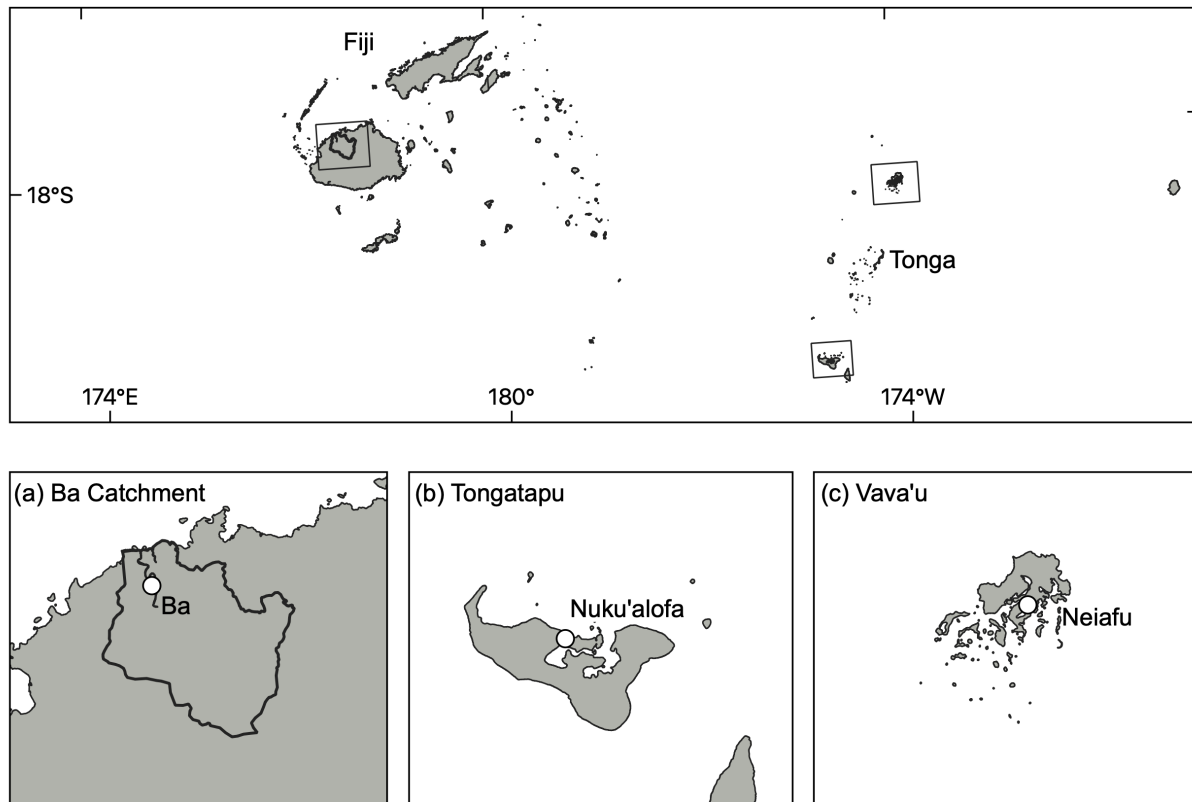 Fiji
18°S
Tonga
174°E 180° 174°W
(a) Ba Catchment
Ba
(b) Tongatapu
Nuku'alofa
(c) Vava'u
Neiafu